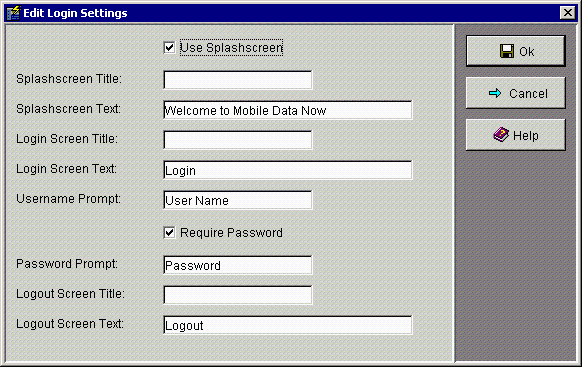 Edit Login Settings
Use Splashscreen
Ok
Splashscreen Title:
Cancel
Splashscreen Text: Welcome to Mobile Data Now
Help
Login Screen Title:
Login Screen Text: Login
Username Prompt: User Name
Require Password
Password Prompt: Password
Logout Screen Title:
Logout Screen Text: Logout